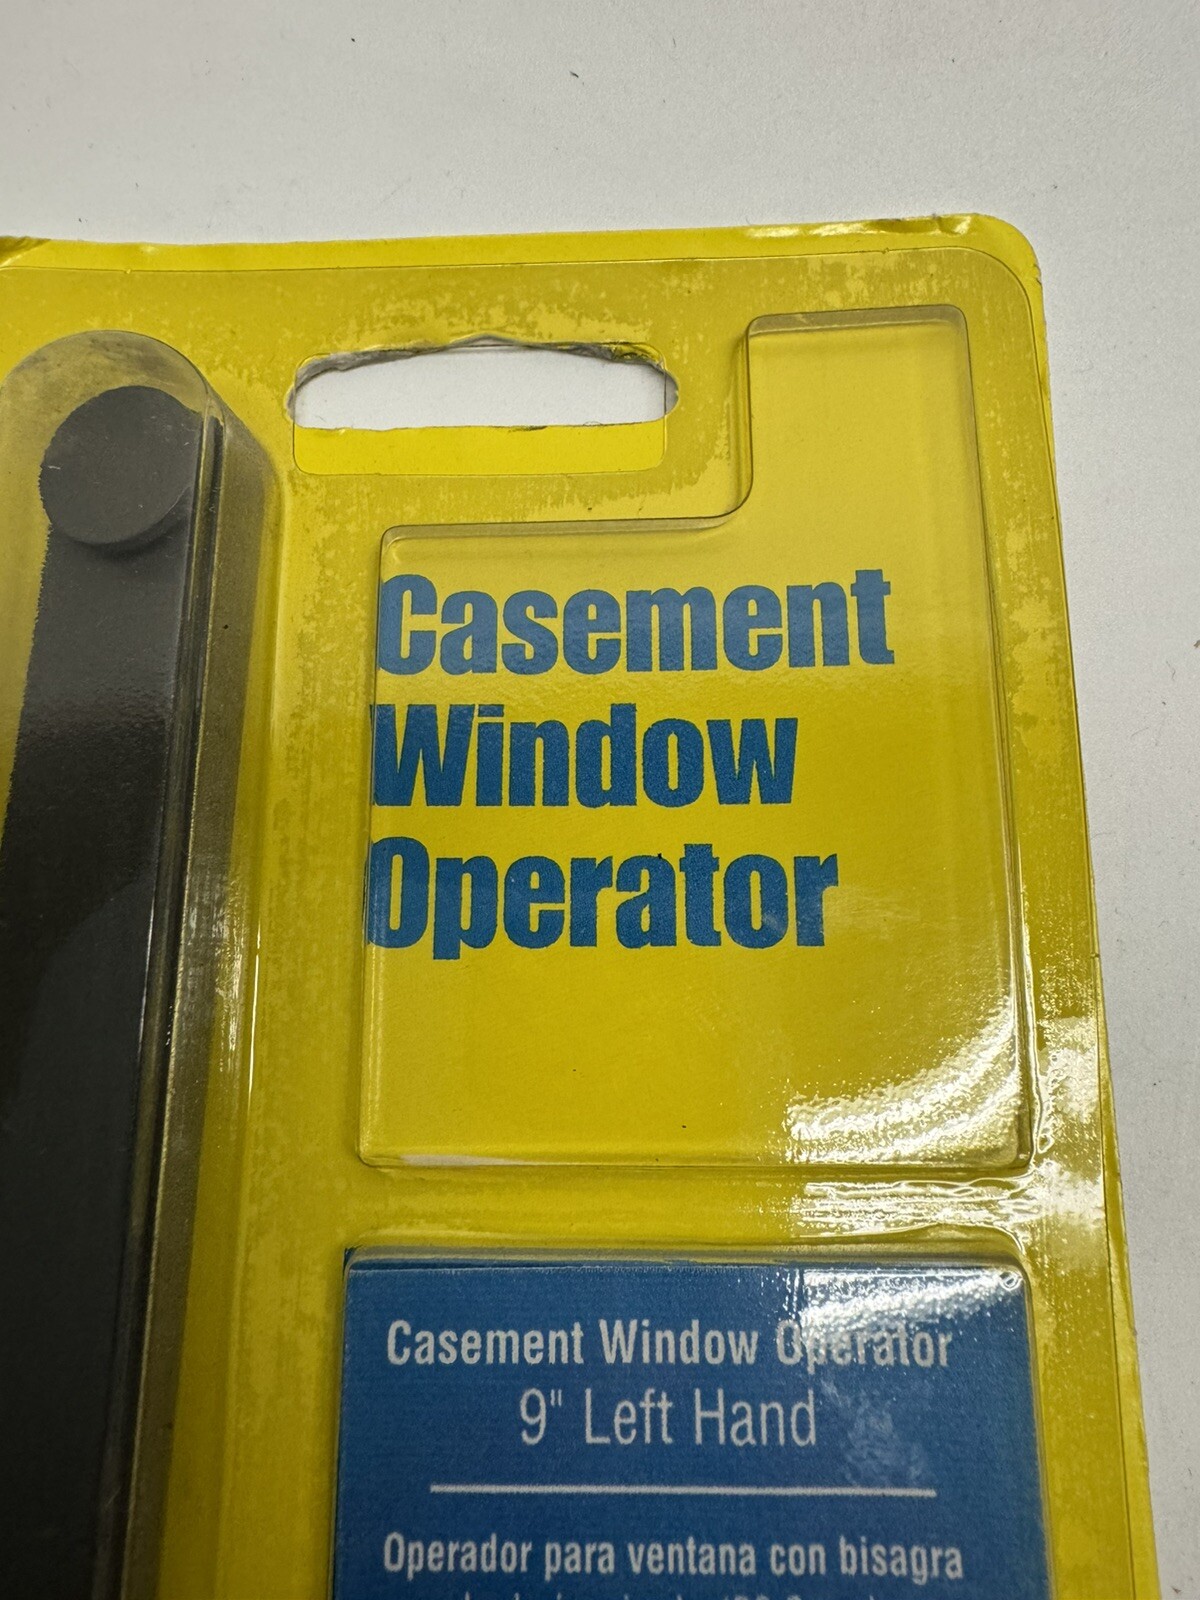 Casement
Window
Operator
Casement Window Operator
9" Left Hand
Operador para ventana con bisagra